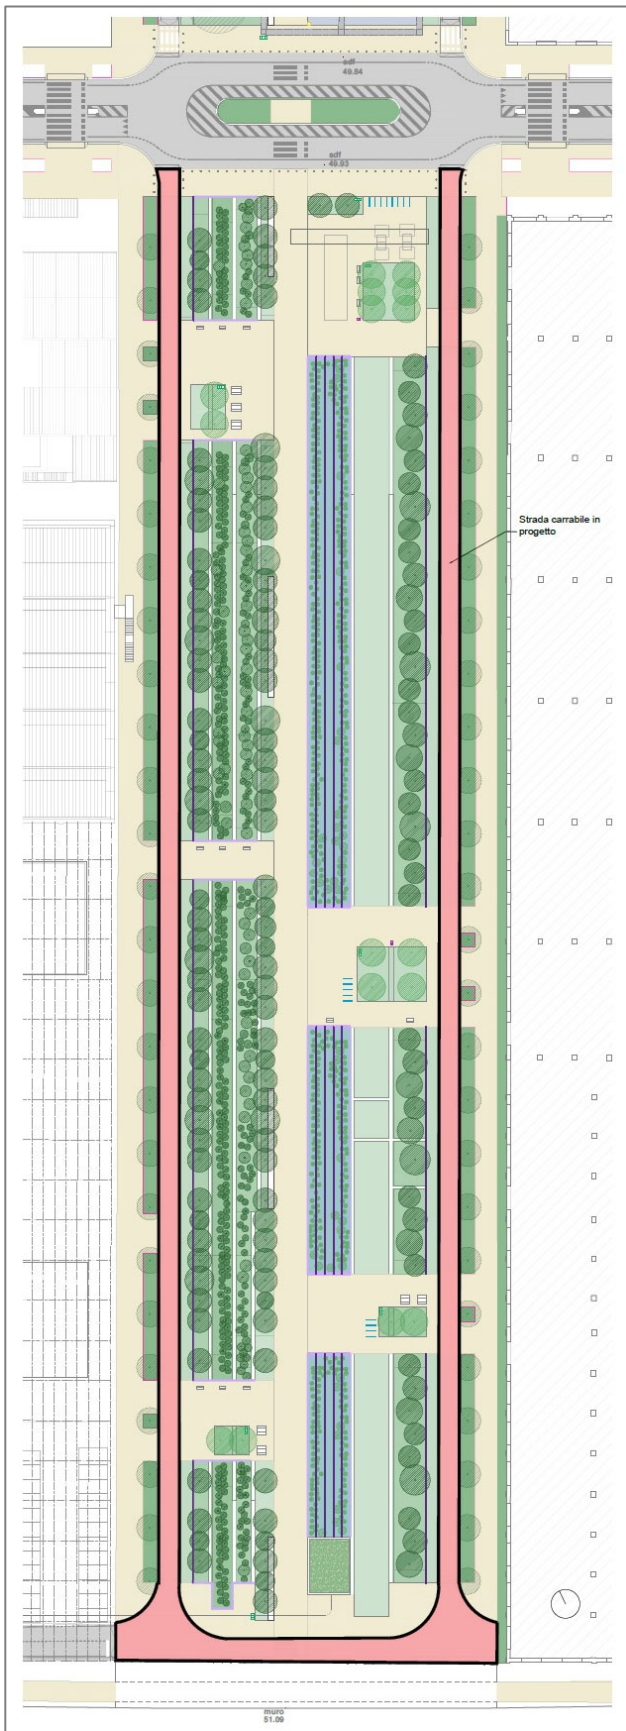 sdf
49.84
sdf
49.93
Strada carrabile in
progetto
muro
51.09